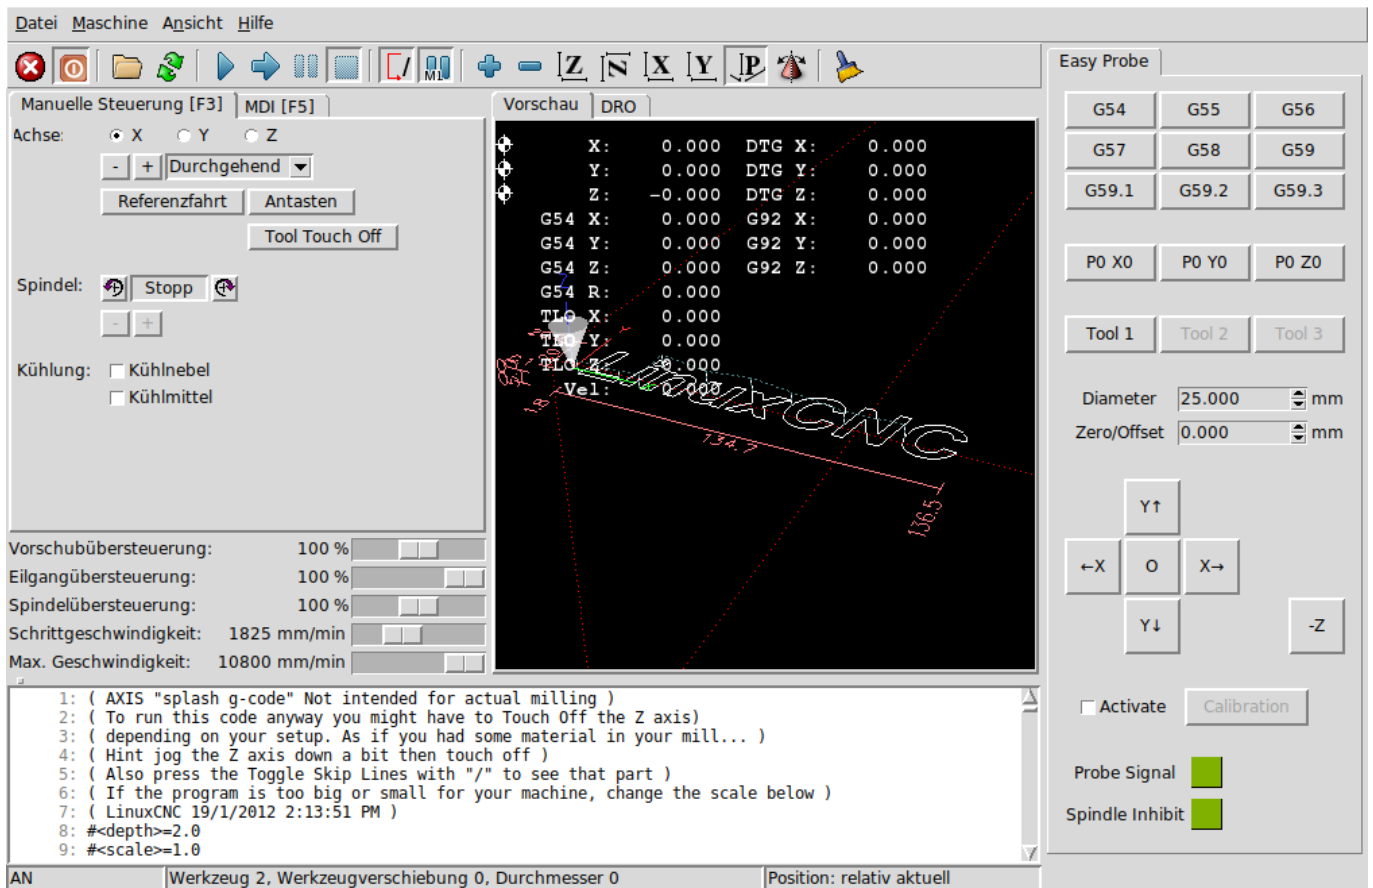 Datei Maschine Ansicht Hilfe
M1 Z N X Y P
Manuelle Steuerung [F3] MDI [F5]
Achse: X Y Z
- + Durchgehend
Referenzfahrt Antasten
Tool Touch Off
Spindel: Stopp
- +
Kühlung: Kühlnebel
Kühlmittel
Vorschubübersteuerung: 100 %
Eilgangübersteuerung: 100 %
Spindelübersteuerung: 100 %
Schrittgeschwindigkeit: 1825 mm/min
Max. Geschwindigkeit: 10800 mm/min
Vorschau DRO
X: 0.000 DTG X: 0.000
Y: 0.000 DTG Y: 0.000
Z: -0.000 DTG Z: 0.000
G54 X: 0.000 G92 X: 0.000
G54 Y: 0.000 G92 Y: 0.000
G54 Z: 0.000 G92 Z: 0.000
G54 R: 0.000
TLO X: 0.000
TLO Y: 0.000
TLO Z: 0.000
Vel: 0.000
LinuxCNC
134.7
136.5
1.8
1: ( AXIS "splash g-code" Not intended for actual milling )
2: ( To run this code anyway you might have to Touch Off the Z axis)
3: ( depending on your setup. As if you had some material in your mill... )
4: ( Hint jog the Z axis down a bit then touch off )
5: ( Also press the Toggle Skip Lines with "/" to see that part )
6: ( If the program is too big or small for your machine, change the scale below )
7: ( LinuxCNC 19/1/2012 2:13:51 PM )
8: #<depth>=2.0
9: #<scale>=1.0
AN Werkzeug 2, Werkzeugverschiebung 0, Durchmesser 0 Position: relativ aktuell
Easy Probe
G54 G55 G56
G57 G58 G59
G59.1 G59.2 G59.3
P0 X0 P0 Y0 P0 Z0
Tool 1 Tool 2 Tool 3
Diameter 25.000 mm
Zero/Offset 0.000 mm
Y↑
←X O X→
Y↓ -Z
Activate Calibration
Probe Signal
Spindle Inhibit